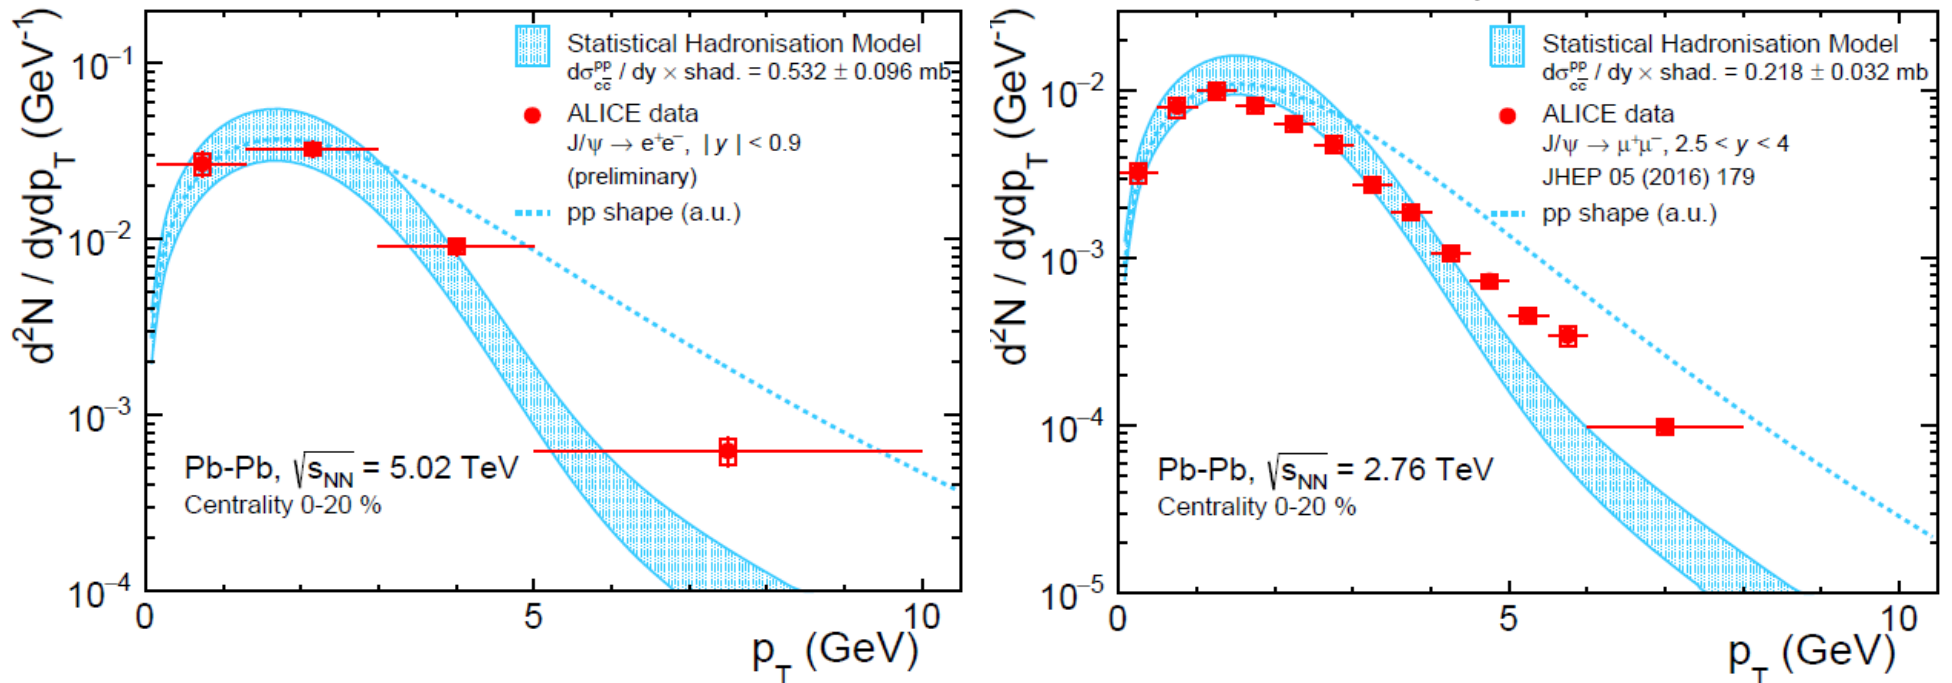 d²N / dydp_T (GeV⁻¹)
10⁻¹
10⁻²
10⁻³
10⁻⁴
Statistical Hadronisation Model
dσ^pp_cc̄ / dy × shad. = 0.532 ± 0.096 mb
ALICE data
J/ψ → e⁺e⁻, | y | < 0.9
(preliminary)
pp shape (a.u.)
Pb-Pb, √s_NN = 5.02 TeV
Centrality 0-20 %
0 5 10
p_T (GeV)
d²N / dydp_T (GeV⁻¹)
10⁻²
10⁻³
10⁻⁴
10⁻⁵
Statistical Hadronisation Model
dσ^pp_cc̄ / dy × shad. = 0.218 ± 0.032 mb
ALICE data
J/ψ → μ⁺μ⁻, 2.5 < y < 4
JHEP 05 (2016) 179
pp shape (a.u.)
Pb-Pb, √s_NN = 2.76 TeV
Centrality 0-20 %
0 5 10
p_T (GeV)